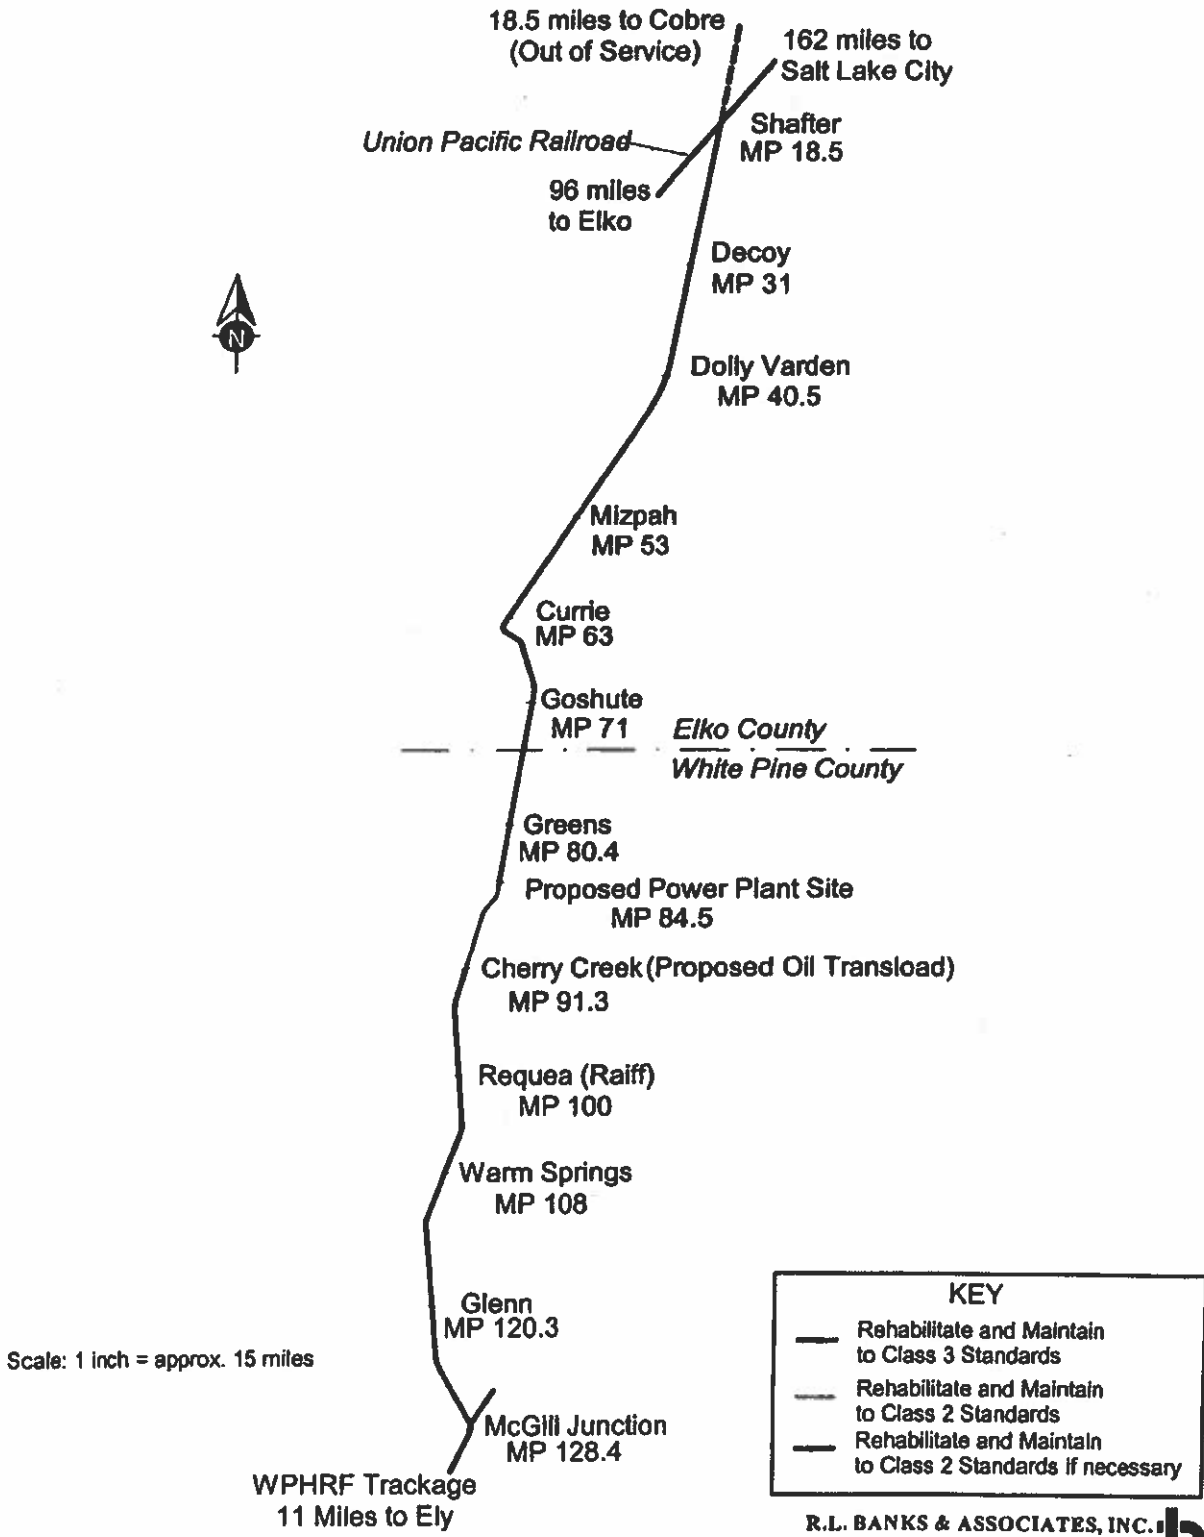 18.5 miles to Cobre
(Out of Service)
162 miles to
Salt Lake City
Union Pacific Railroad
Shafter
MP 18.5
96 miles
to Elko
Decoy
MP 31
N
Dolly Varden
MP 40.5
Mizpah
MP 53
Currie
MP 63
Goshute
MP 71
Elko County
White Pine County
Greens
MP 80.4
Proposed Power Plant Site
MP 84.5
Cherry Creek (Proposed Oil Transload)
MP 91.3
Requea (Raiff)
MP 100
Warm Springs
MP 108
Glenn
MP 120.3
Scale: 1 inch = approx. 15 miles
McGill Junction
MP 128.4
WPHRF Trackage
11 Miles to Ely
KEY
Rehabilitate and Maintain
to Class 3 Standards
Rehabilitate and Maintain
to Class 2 Standards
Rehabilitate and Maintain
to Class 2 Standards if necessary
R.L. BANKS & ASSOCIATES, INC.